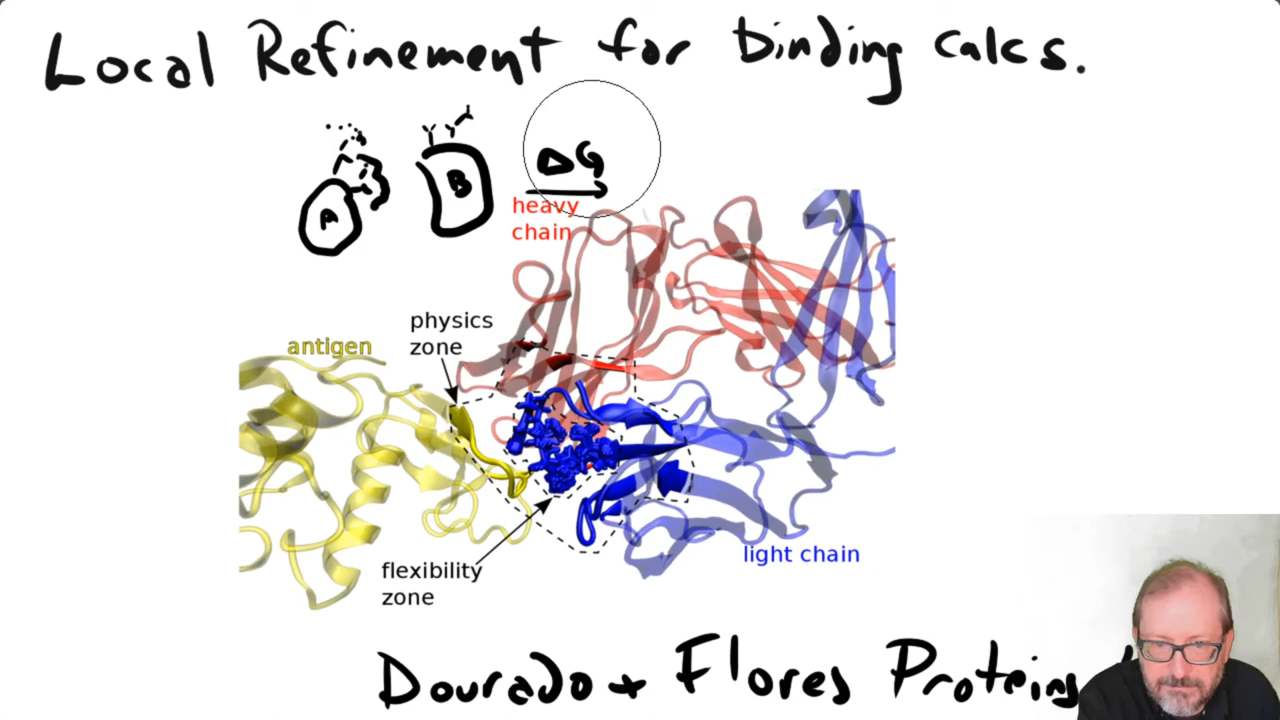 Local Refinement for binding calcs.
A B ΔG
heavy
chain
physics
zone
antigen
flexibility
zone
light chain
Dourado + Flores Proteins